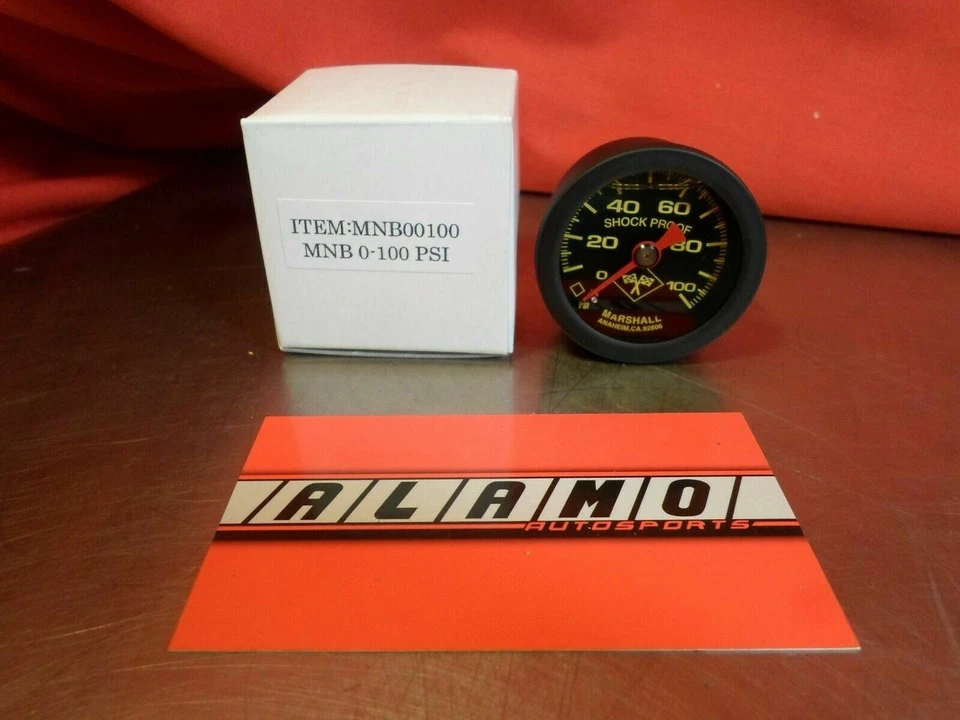 ITEM:MNB00100
MNB 0-100 PSI
40 60
SHOCK PROOF
20 80
0 100
MARSHALL
ANAHEIM,CA.92806
ALAMO
AUTOSPORTS